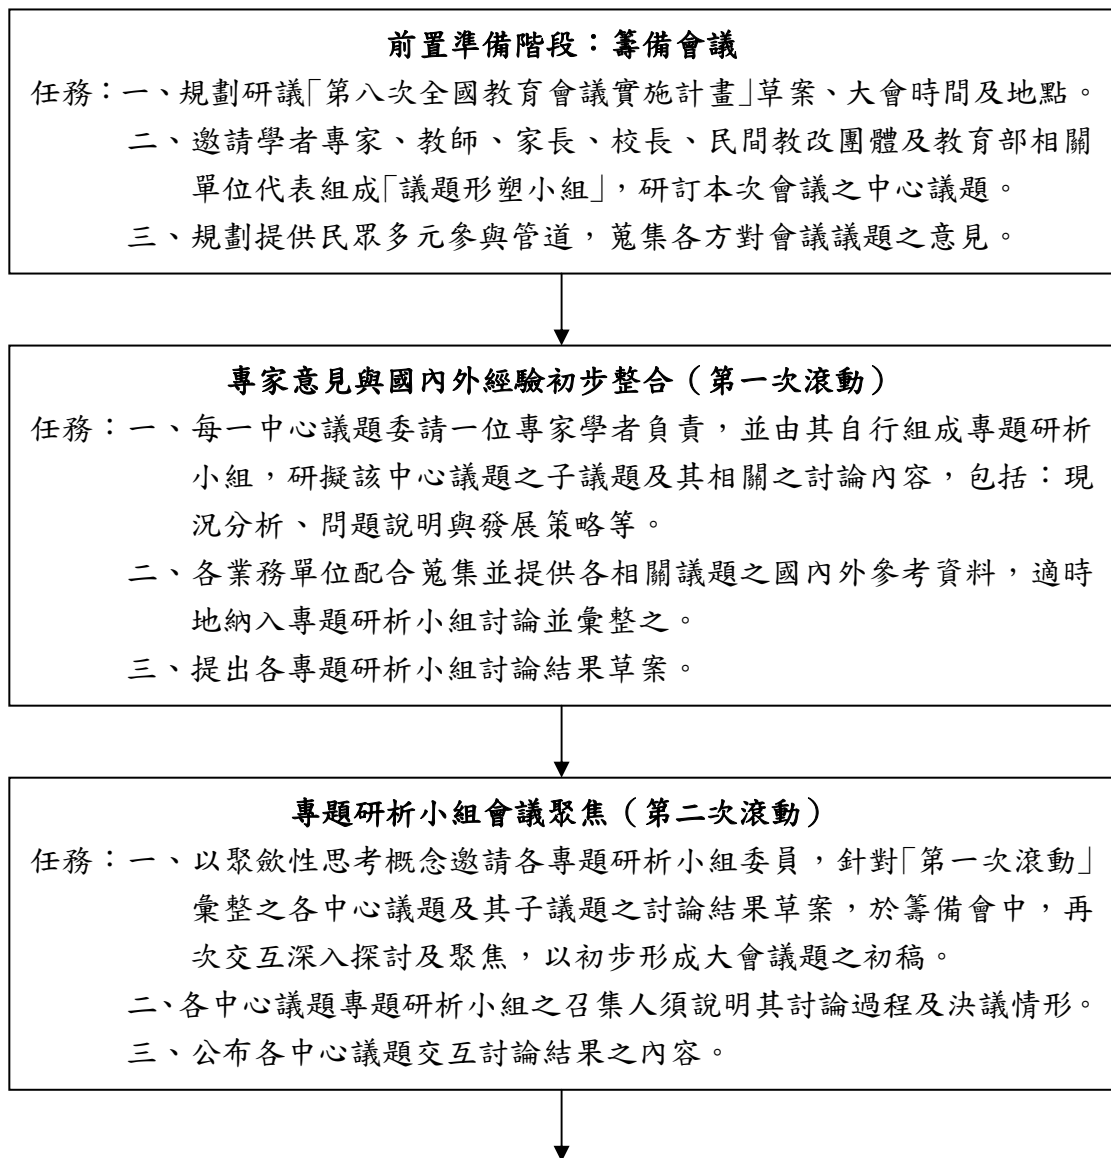 前置準備階段：籌備會議
任務：一、規劃研議「第八次全國教育會議實施計畫」草案、大會時間及地點。
二、邀請學者專家、教師、家長、校長、民間教改團體及教育部相關
單位代表組成「議題形塑小組」，研訂本次會議之中心議題。
三、規劃提供民眾多元參與管道，蒐集各方對會議議題之意見。
專家意見與國內外經驗初步整合（第一次滾動）
任務：一、每一中心議題委請一位專家學者負責，並由其自行組成專題研析
小組，研擬該中心議題之子議題及其相關之討論內容，包括：現
況分析、問題說明與發展策略等。
二、各業務單位配合蒐集並提供各相關議題之國內外參考資料，適時
地納入專題研析小組討論並彙整之。
三、提出各專題研析小組討論結果草案。
專題研析小組會議聚焦（第二次滾動）
任務：一、以聚歛性思考概念邀請各專題研析小組委員，針對「第一次滾動」
彙整之各中心議題及其子議題之討論結果草案，於籌備會中，再
次交互深入探討及聚焦，以初步形成大會議題之初稿。
二、各中心議題專題研析小組之召集人須說明其討論過程及決議情形。
三、公布各中心議題交互討論結果之內容。